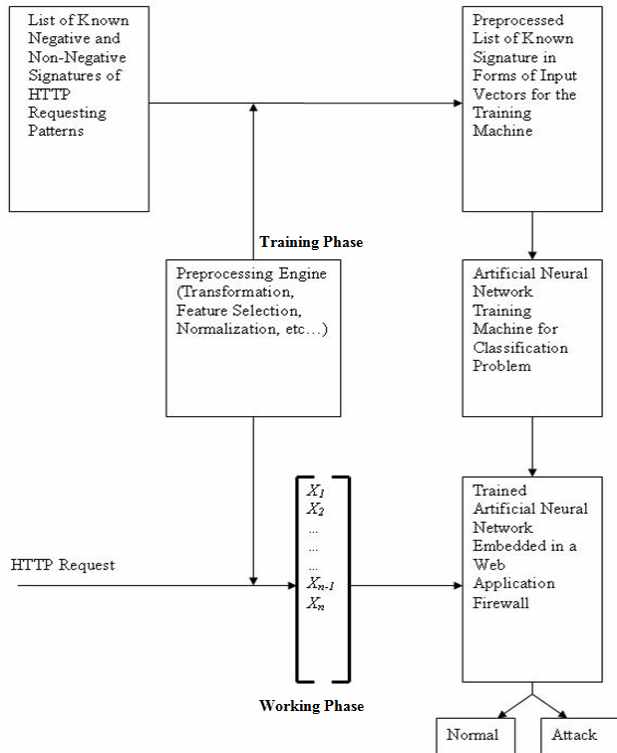 List of Known
Negative and
Non-Negative
Signatures of
HTTP
Requesting
Patterns
Preprocessed
List of Known
Signature in
Forms of Input
Vectors for the
Training
Machine
Training Phase
Preprocessing Engine
(Transformation,
Feature Selection,
Normalization, etc…)
Artificial Neural
Network
Training
Machine for
Classification
Problem
HTTP Request
X1
X2
...
...
...
Xn-1
Xn
Trained
Artificial Neural
Network
Embedded in a
Web
Application
Firewall
Working Phase
Normal
Attack